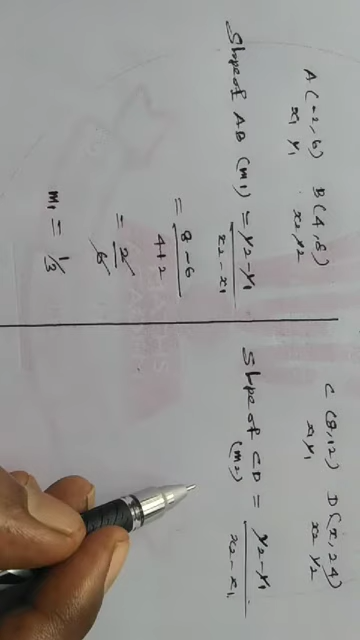 A(-2, 6) B(4, 8)
x₁ y₁ x₂ y₂
Slope of AB (m1) = y₂-y₁ / x₂-x₁
= 8-6 / 4+2
= 2 / 6
m₁ = 1/3
C (8,12) D(x, 24)
x₁ y₁ x₂ y₂
Slope of CD = y₂-y₁ / x₂-x₁
(m₂)